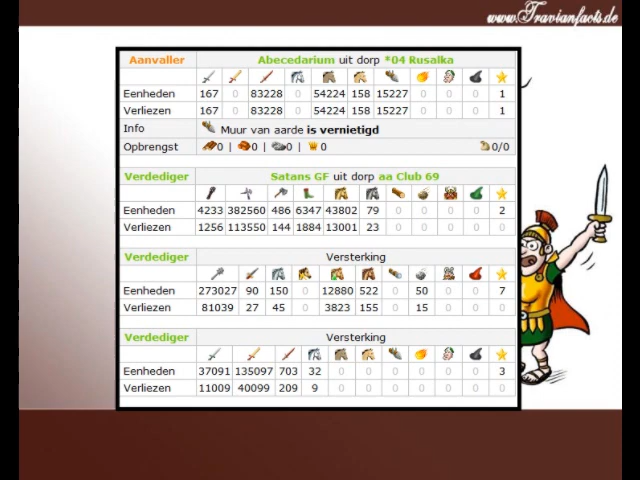 www.Travianfacts.de
Aanvaller Abecedarium uit dorp *04 Rusalka
Eenheden 167 0 83228 0 54224 158 15227 0 0 0 1
Verliezen 167 0 83228 0 54224 158 15227 0 0 0 1
Info Muur van aarde is vernietigd
Opbrengst 0 | 0 | 0 | 0 0/0
Verdediger Satans GF uit dorp aa Club 69
Eenheden 4233 382560 486 6347 43802 79 0 0 0 0 2
Verliezen 1256 113550 144 1884 13001 23 0 0 0 0 0
Verdediger Versterking
Eenheden 273027 90 150 0 12880 522 0 50 0 0 7
Verliezen 81039 27 45 0 3823 155 0 15 0 0 0
Verdediger Versterking
Eenheden 37091 135097 703 32 0 0 0 0 0 0 3
Verliezen 11009 40099 209 9 0 0 0 0 0 0 0